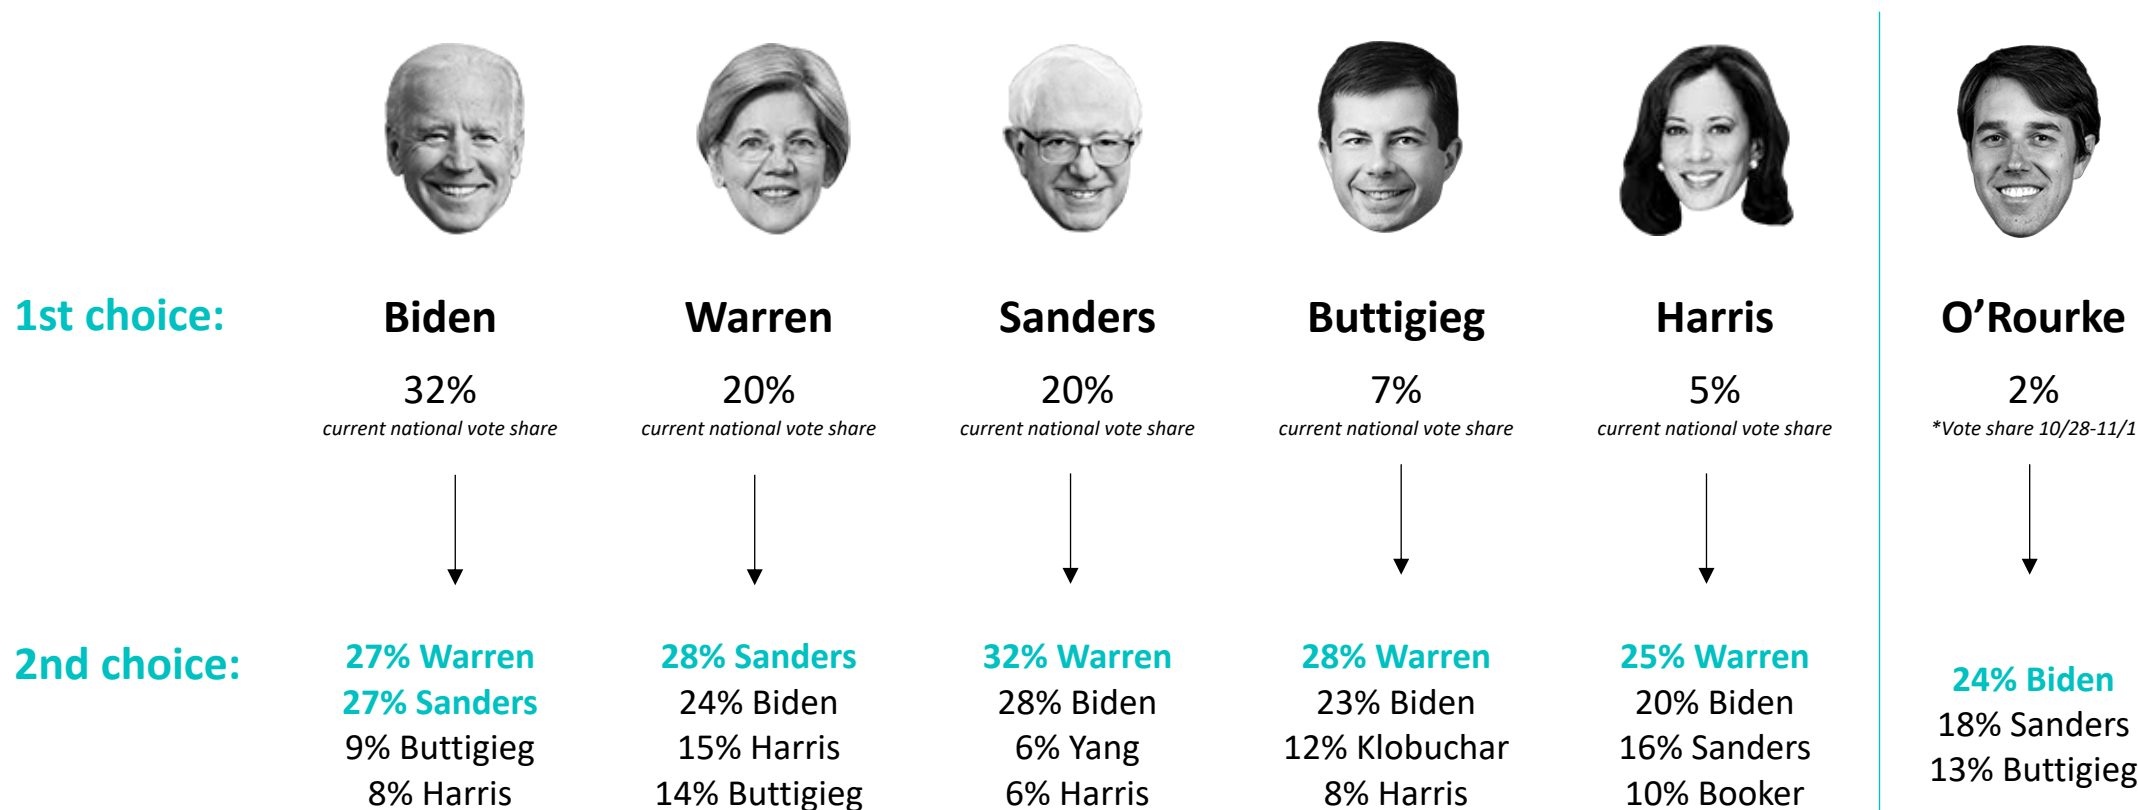 1st choice:
Biden
Warren
Sanders
Buttigieg
Harris
O’Rourke
32%
20%
20%
7%
5%
2%
current national vote share
current national vote share
current national vote share
current national vote share
current national vote share
*Vote share 10/28-11/1
2nd choice:
27% Warren
27% Sanders
9% Buttigieg
8% Harris
28% Sanders
24% Biden
15% Harris
14% Buttigieg
32% Warren
28% Biden
6% Yang
6% Harris
28% Warren
23% Biden
12% Klobuchar
8% Harris
25% Warren
20% Biden
16% Sanders
10% Booker
24% Biden
18% Sanders
13% Buttigieg